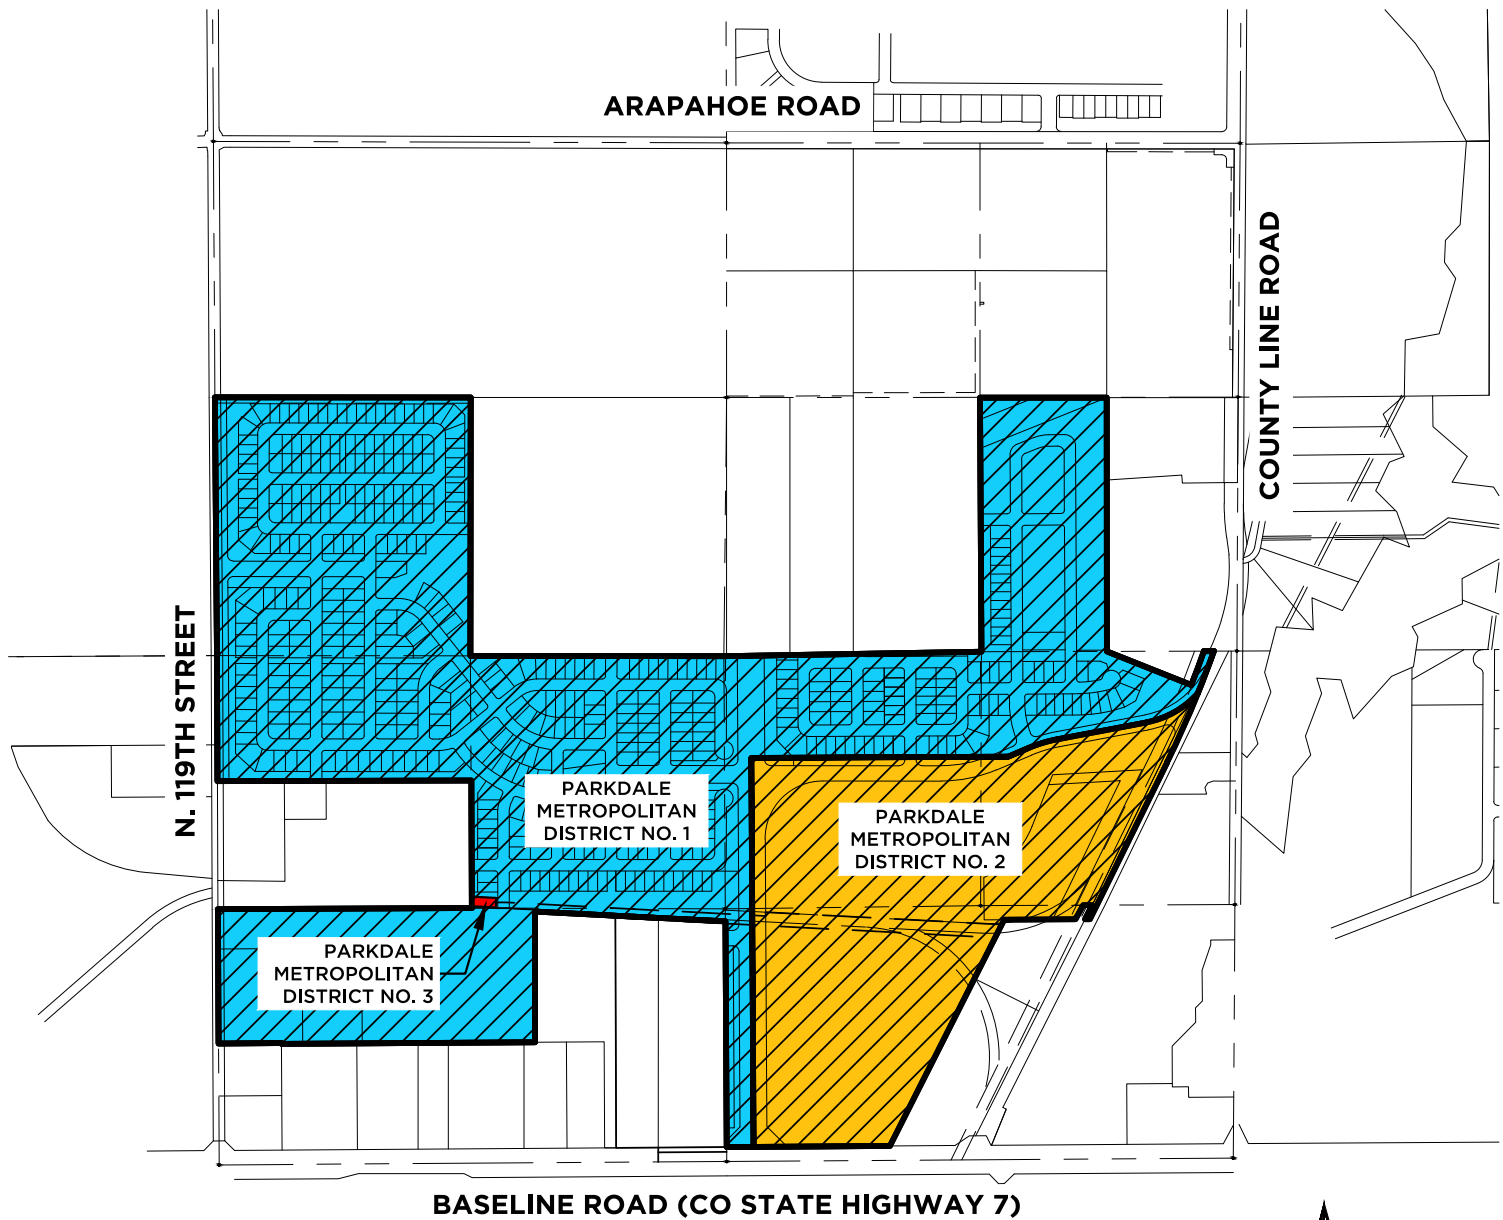 ARAPAHOE ROAD
COUNTY LINE ROAD
N. 119TH STREET
PARKDALE
METROPOLITAN
DISTRICT NO. 1
PARKDALE
METROPOLITAN
DISTRICT NO. 2
PARKDALE
METROPOLITAN
DISTRICT NO. 3
BASELINE ROAD (CO STATE HIGHWAY 7)